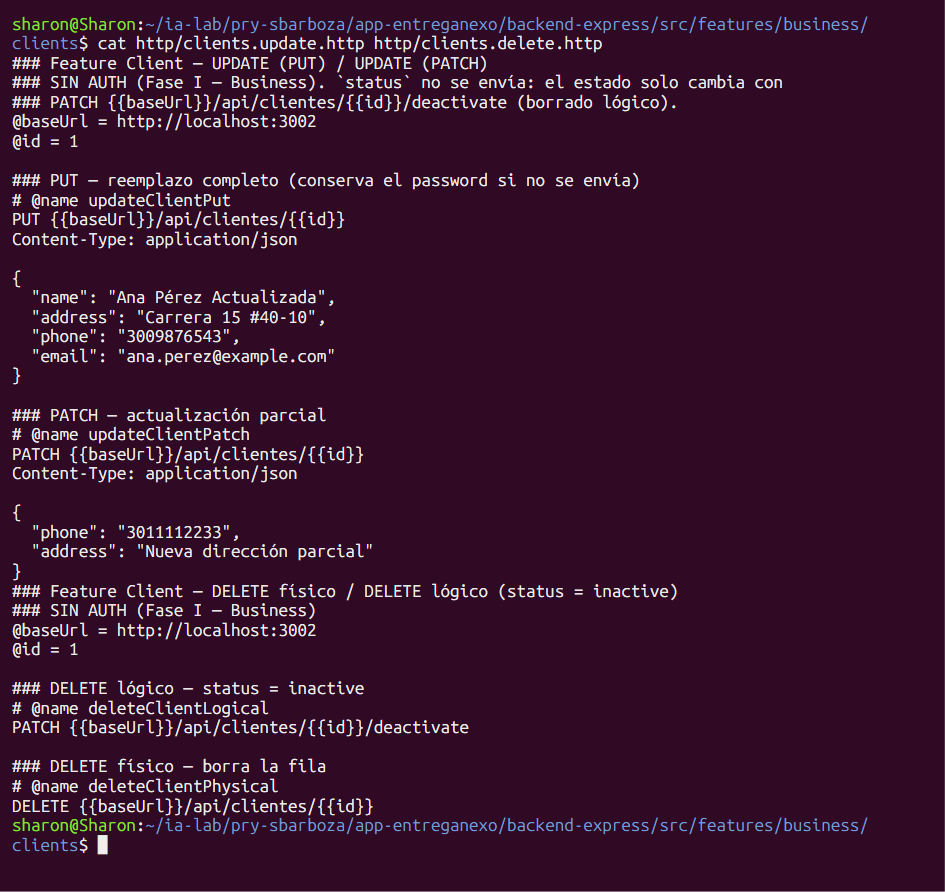 sharon@Sharon:~/ia-lab/pry-sbarboza/app-entreganexo/backend-express/src/features/business/
clients$ cat http/clients.update.http http/clients.delete.http
### Feature Client — UPDATE (PUT) / UPDATE (PATCH)
### SIN AUTH (Fase I — Business). `status` no se envía: el estado solo cambia con
### PATCH {{baseUrl}}/api/clientes/{{id}}/deactivate (borrado lógico).
@baseUrl = http://localhost:3002
@id = 1

### PUT — reemplazo completo (conserva el password si no se envía)
# @name updateClientPut
PUT {{baseUrl}}/api/clientes/{{id}}
Content-Type: application/json

{
  "name": "Ana Pérez Actualizada",
  "address": "Carrera 15 #40-10",
  "phone": "3009876543",
  "email": "ana.perez@example.com"
}

### PATCH — actualización parcial
# @name updateClientPatch
PATCH {{baseUrl}}/api/clientes/{{id}}
Content-Type: application/json

{
  "phone": "3011112233",
  "address": "Nueva dirección parcial"
}
### Feature Client — DELETE físico / DELETE lógico (status = inactive)
### SIN AUTH (Fase I — Business)
@baseUrl = http://localhost:3002
@id = 1

### DELETE lógico — status = inactive
# @name deleteClientLogical
PATCH {{baseUrl}}/api/clientes/{{id}}/deactivate

### DELETE físico — borra la fila
# @name deleteClientPhysical
DELETE {{baseUrl}}/api/clientes/{{id}}
sharon@Sharon:~/ia-lab/pry-sbarboza/app-entreganexo/backend-express/src/features/business/
clients$